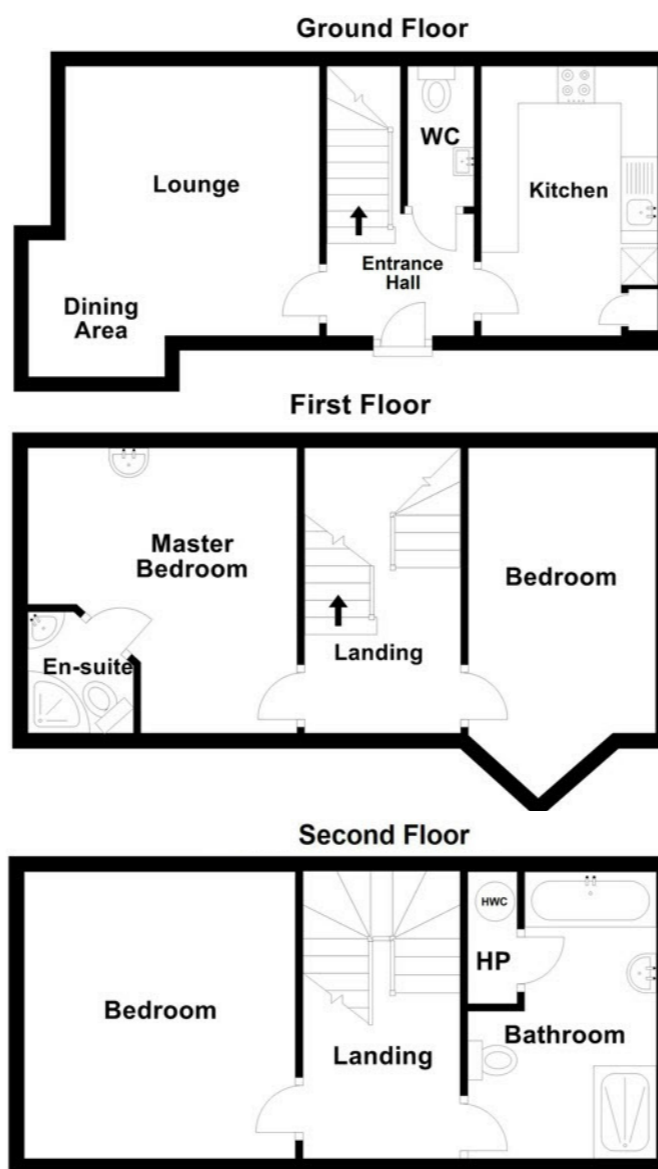 Ground Floor
Lounge
WC
Kitchen
Entrance
Hall
Dining
Area
First Floor
Master
Bedroom
Bedroom
En-suite
Landing
Second Floor
HWC
HP
Bedroom
Bathroom
Landing